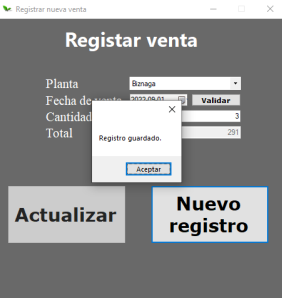 Registrar nueva venta
Registar venta
Planta Biznaga
Fecha de venta 2022-09-01 Validar
Cantidad 3
Total 291
Registro guardado.
Aceptar
Actualizar
Nuevo
registro